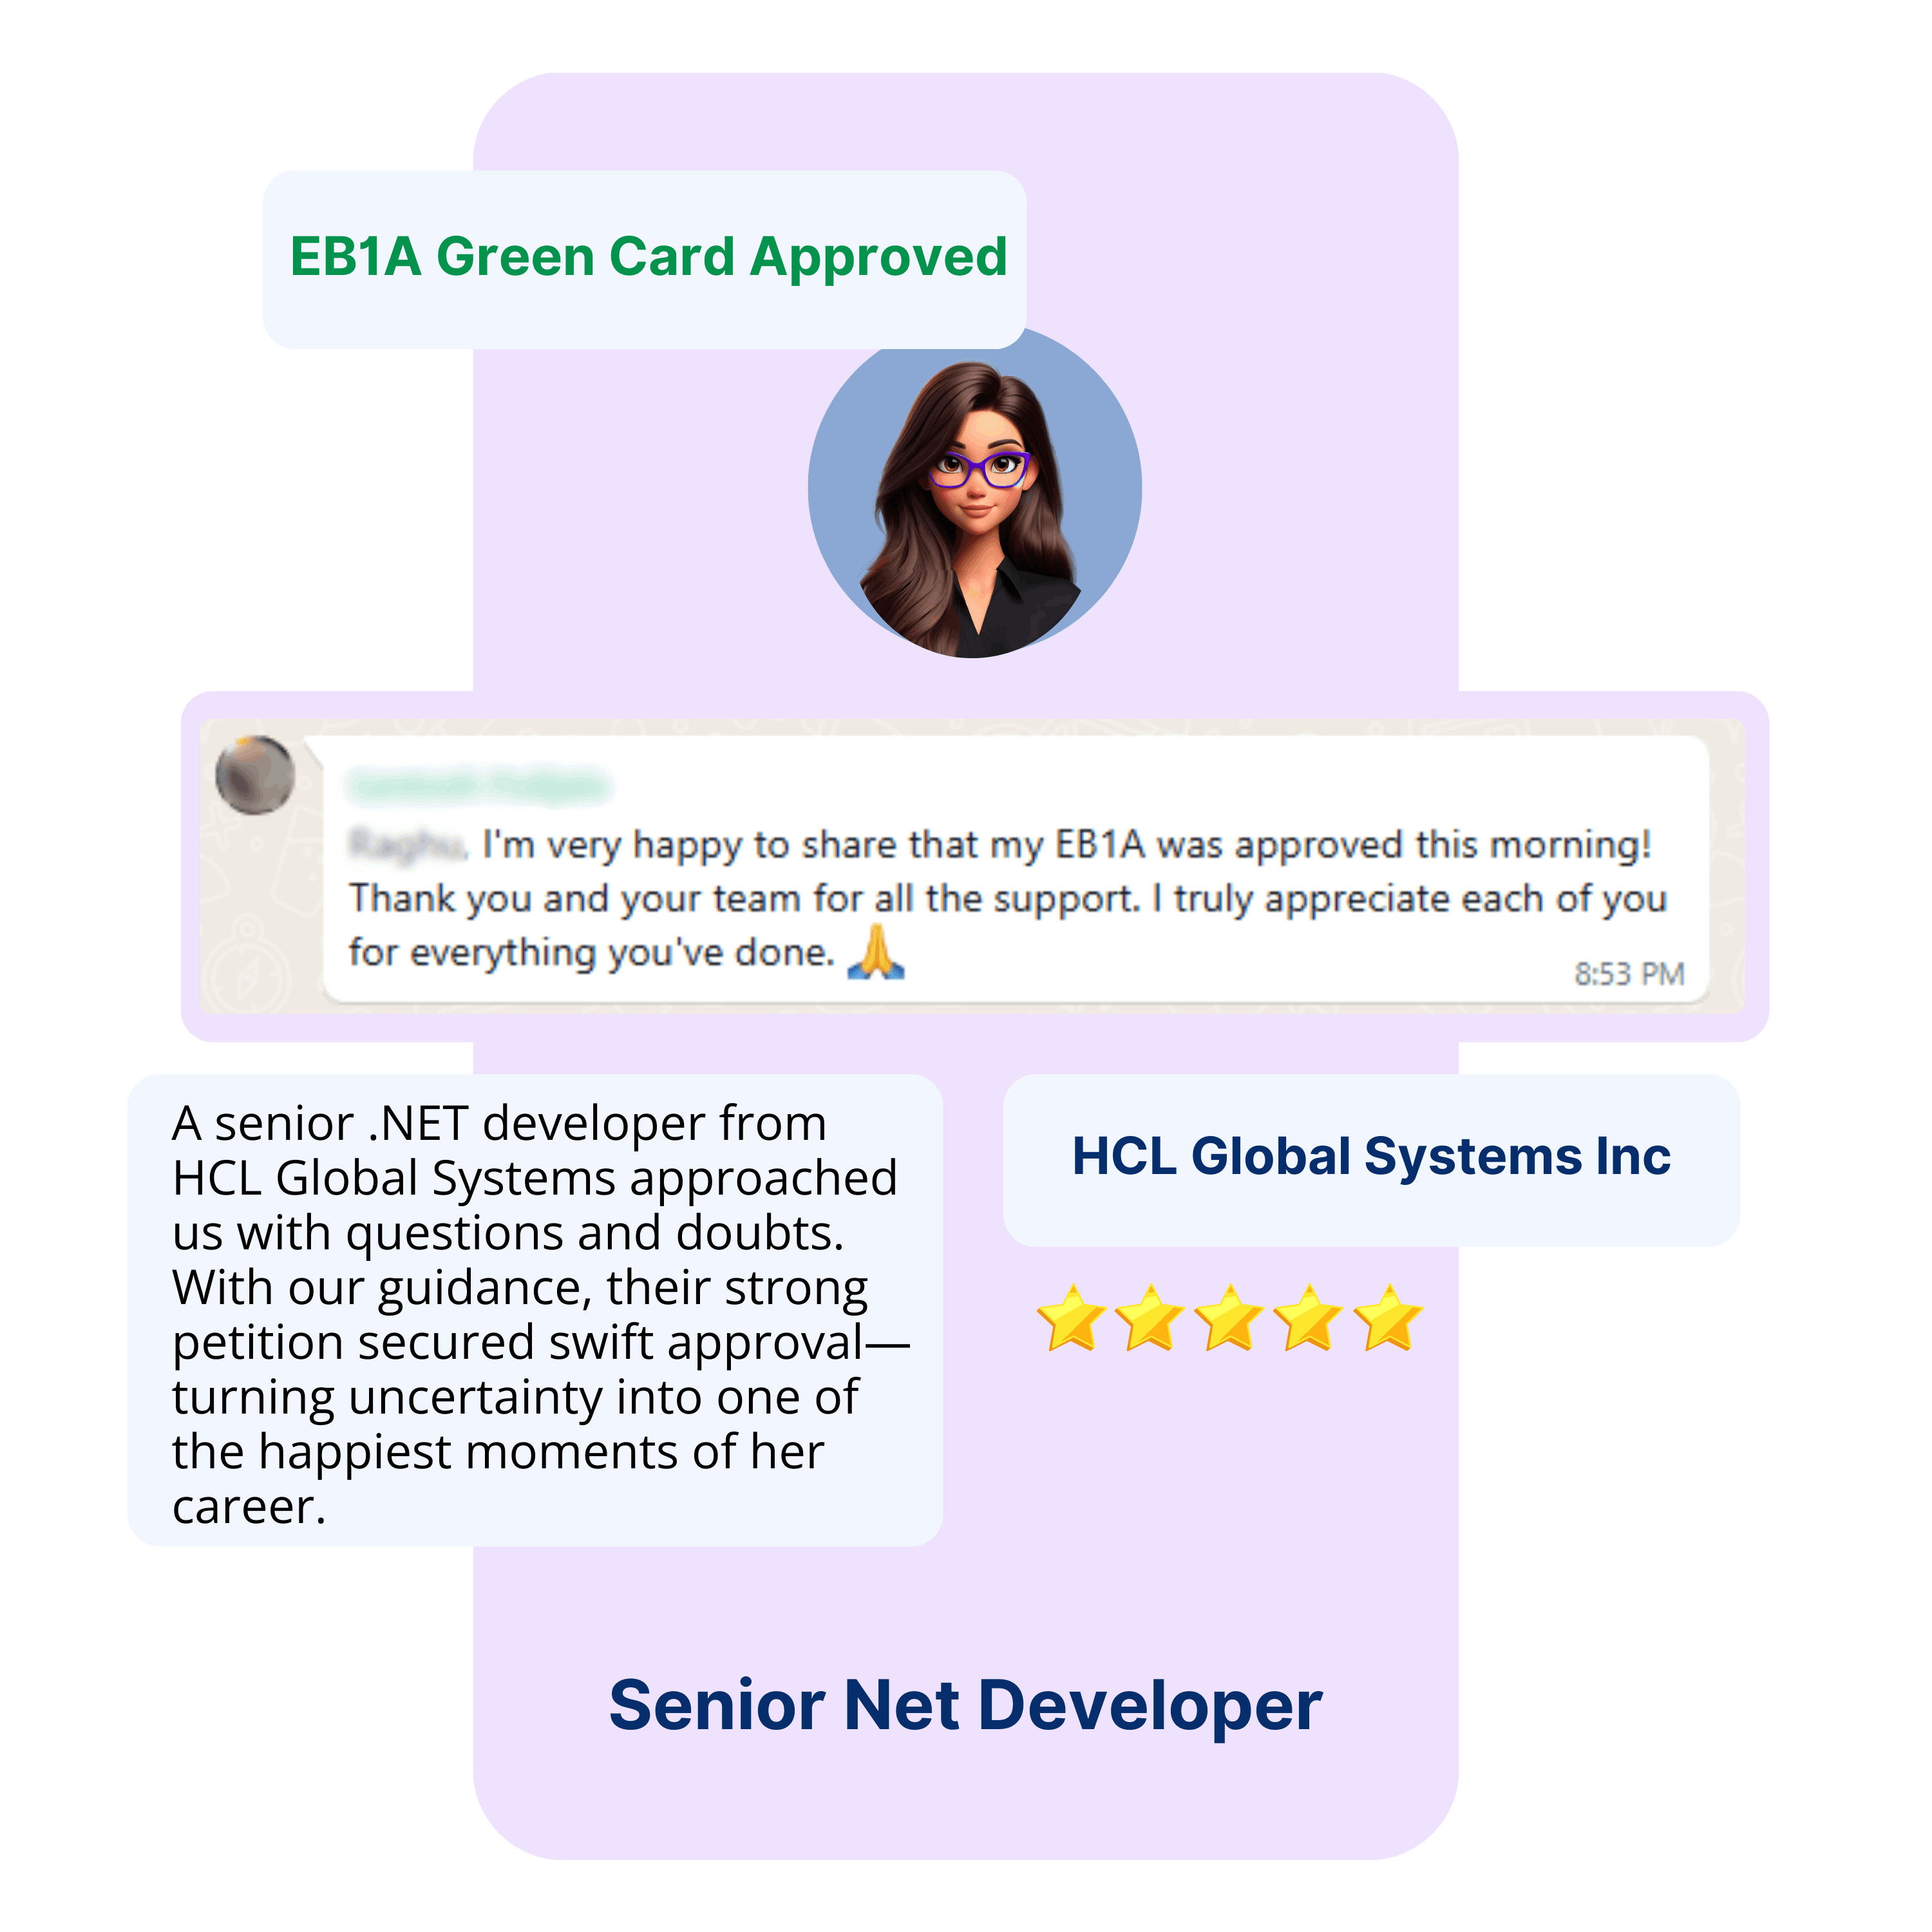 EB1A Green Card Approved
I'm very happy to share that my EB1A was approved this morning!
Thank you and your team for all the support. I truly appreciate each of you
for everything you've done. 🙏
8:53 PM
A senior .NET developer from
HCL Global Systems approached
us with questions and doubts.
With our guidance, their strong
petition secured swift approval—
turning uncertainty into one of
the happiest moments of her
career.
HCL Global Systems Inc
⭐⭐⭐⭐⭐
Senior Net Developer